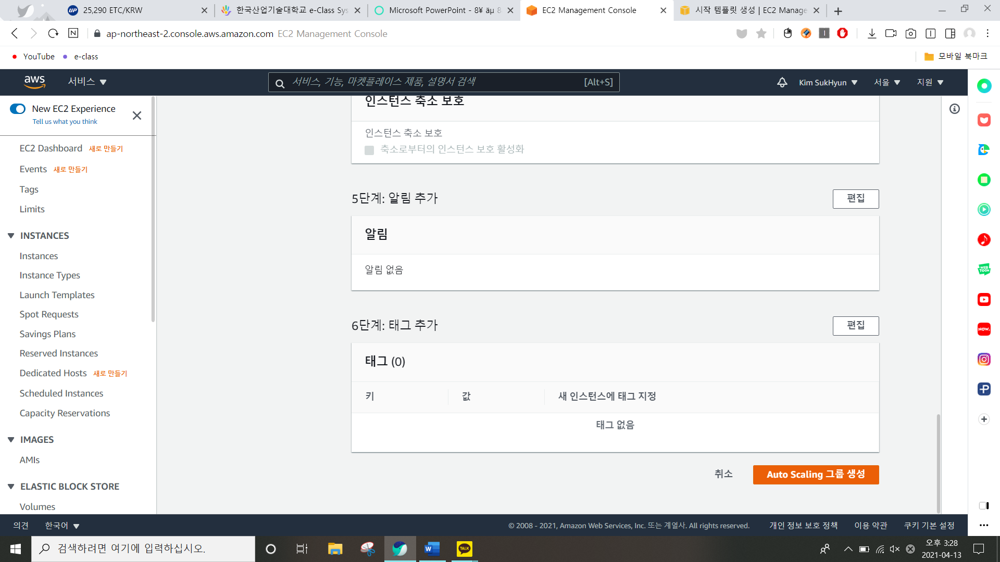 25,290 ETC/KRW
한국산업기술대학교 e-Class Sys
Microsoft PowerPoint - 8¥ äµ 8
EC2 Management Console
시작 템플릿 생성 | EC2 Manage
ap-northeast-2.console.aws.amazon.com EC2 Management Console
YouTube
e-class
모바일 북마크
aws
서비스
서비스, 기능, 마켓플레이스 제품, 설명서 검색
[Alt+S]
Kim SukHyun
서울
지원
New EC2 Experience
Tell us what you think
EC2 Dashboard 새로 만들기
Events 새로 만들기
Tags
Limits
INSTANCES
Instances
Instance Types
Launch Templates
Spot Requests
Savings Plans
Reserved Instances
Dedicated Hosts 새로 만들기
Scheduled Instances
Capacity Reservations
IMAGES
AMIs
ELASTIC BLOCK STORE
Volumes
인스턴스 축소 보호
인스턴스 축소 보호
축소로부터의 인스턴스 보호 활성화
5단계: 알림 추가
편집
알림
알림 없음
6단계: 태그 추가
편집
태그 (0)
키
값
새 인스턴스에 태그 지정
태그 없음
취소
Auto Scaling 그룹 생성
WEB
TOON
NOW.
의견
한국어
© 2008 - 2021, Amazon Web Services, Inc. 또는 계열사. All rights reserved.
개인 정보 보호 정책
이용 약관
쿠키 기본 설정
검색하려면 여기에 입력하십시오.
TALK
오후 3:28
2021-04-13